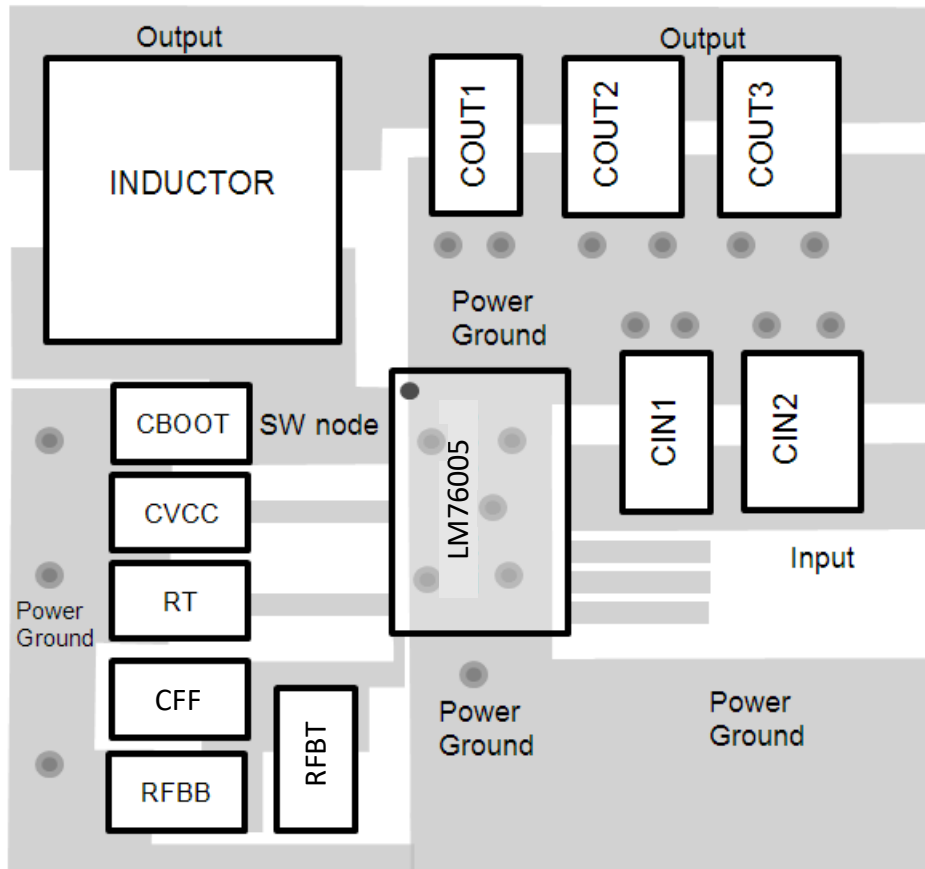 Output
Output
INDUCTOR
COUT1
COUT2
COUT3
Power
Ground
CBOOT
SW node
CIN1
CIN2
LM76005
CVCC
Input
RT
Power
Ground
CFF
RFBT
Power
Ground
Power
Ground
RFBB